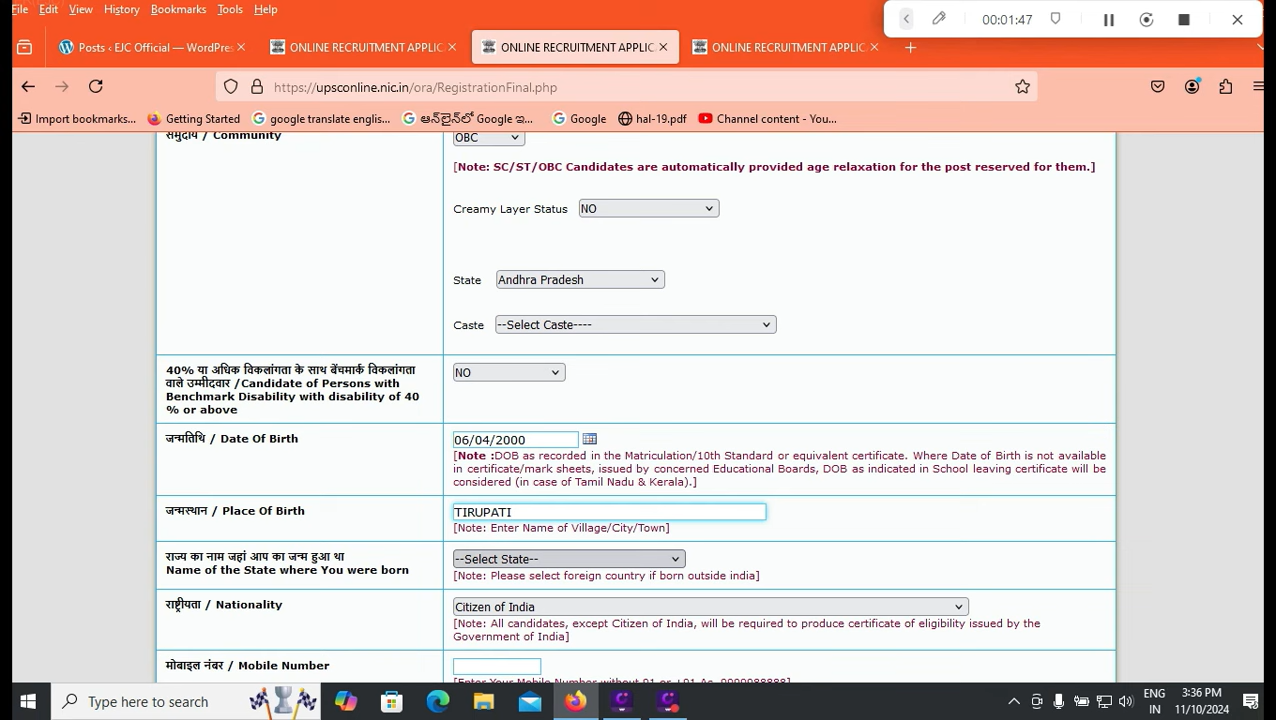 File Edit View History Bookmarks Tools Help
00:01:47
Posts ‹ EJC Official — WordPre
ONLINE RECRUITMENT APPLIC
ONLINE RECRUITMENT APPLIC
ONLINE RECRUITMENT APPLIC
https://upsconline.nic.in/ora/RegistrationFinal.php
Import bookmarks... Getting Started google translate englis... ఆన్‌లైన్‌లో Google ఇ... Google hal-19.pdf Channel content - You...
समुदाय / Community
OBC
[Note: SC/ST/OBC Candidates are automatically provided age relaxation for the post reserved for them.]
Creamy Layer Status NO
State Andhra Pradesh
Caste --Select Caste----
40% या अधिक विकलांगता के साथ बेंचमार्क विकलांगता
वाले उम्मीदवार /Candidate of Persons with
Benchmark Disability with disability of 40
% or above
NO
जन्मतिथि / Date Of Birth
06/04/2000
[Note :DOB as recorded in the Matriculation/10th Standard or equivalent certificate. Where Date of Birth is not available
in certificate/mark sheets, issued by concerned Educational Boards, DOB as indicated in School leaving certificate will be
considered (in case of Tamil Nadu & Kerala).]
जन्मस्थान / Place Of Birth
TIRUPATI
[Note: Enter Name of Village/City/Town]
राज्य का नाम जहां आप का जन्म हुआ था
Name of the State where You were born
--Select State--
[Note: Please select foreign country if born outside india]
राष्ट्रीयता / Nationality
Citizen of India
[Note: All candidates, except Citizen of India, will be required to produce certificate of eligibility issued by the
Government of India]
मोबाइल नंबर / Mobile Number
Type here to search
ENG
IN
3:36 PM
11/10/2024